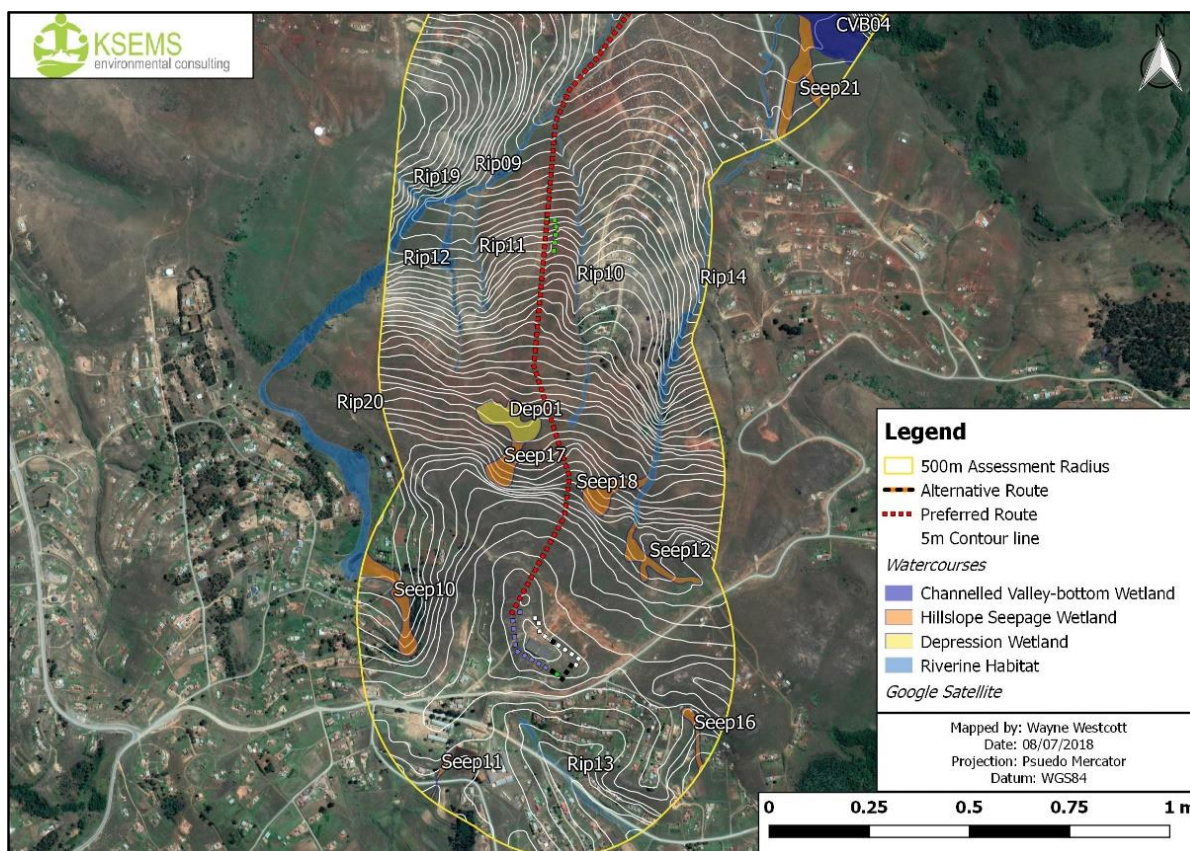 KSEMS
environmental consulting
CVB04
N
Seep21
Rip09
Rip19
Rip11
Rip12
Rip10
Rip14
Rip20
Dep01
Seep17
Seep18
Seep12
Seep10
Seep16
Seep11
Rip13
Legend
500m Assessment Radius
Alternative Route
Preferred Route
5m Contour line
Watercourses
Channelled Valley-bottom Wetland
Hillslope Seepage Wetland
Depression Wetland
Riverine Habitat
Google Satellite
Mapped by: Wayne Westcott
Date: 08/07/2018
Projection: Psuedo Mercator
Datum: WGS84
0 0.25 0.5 0.75 1 m